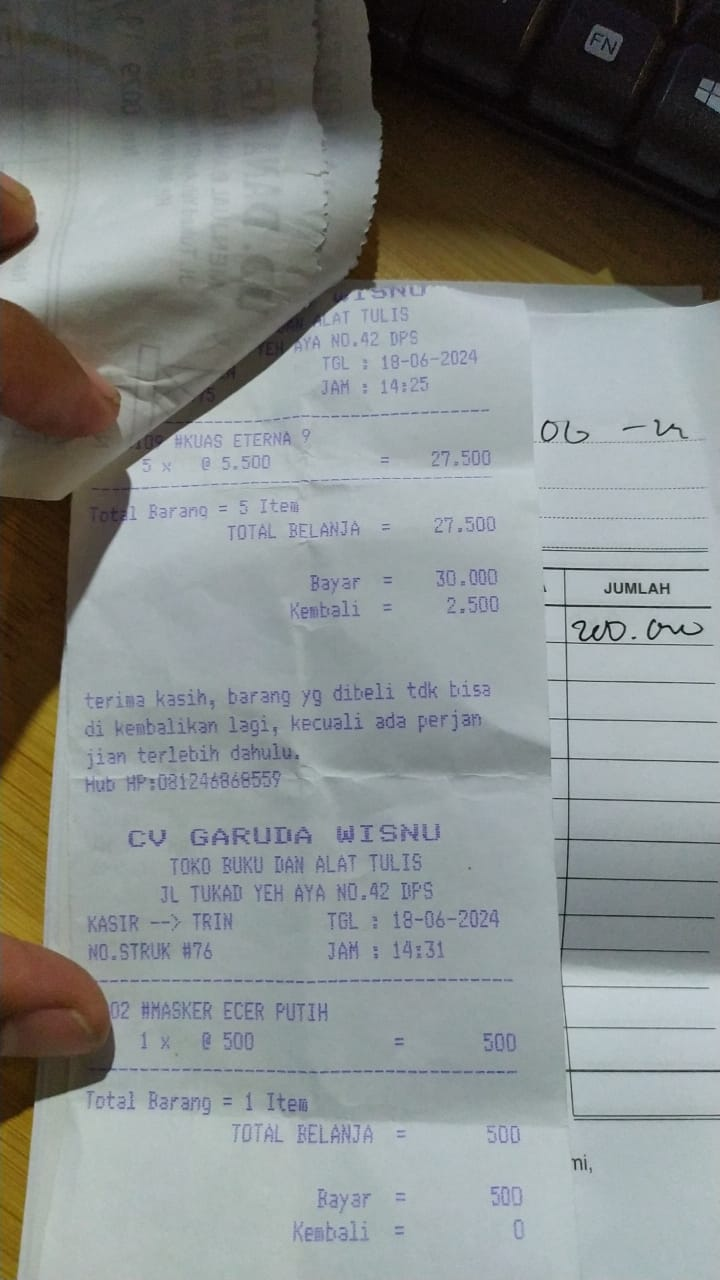 FN
WISNU
ALAT TULIS
YEH AYA NO.42 DPS
TGL : 18-06-2024
JAM : 14:25
#KUAS ETERNA 9
5 x @ 5.500 = 27.500
Total Barang = 5 Item
TOTAL BELANJA = 27.500
Bayar = 30.000
Kembali = 2.500
terima kasih, barang yg dibeli tdk bisa
di kembalikan lagi, kecuali ada perjan
jian terlebih dahulu.
Hub HP:081246868559
CV GARUDA WISNU
TOKO BUKU DAN ALAT TULIS
JL TUKAD YEH AYA NO.42 DPS
KASIR --> TRIN TGL : 18-06-2024
NO.STRUK #76 JAM : 14:31
02 #MASKER ECER PUTIH
1 x @ 500 = 500
Total Barang = 1 Item
TOTAL BELANJA = 500
Bayar = 500
Kembali = 0
06
JUMLAH
200.000
mi,